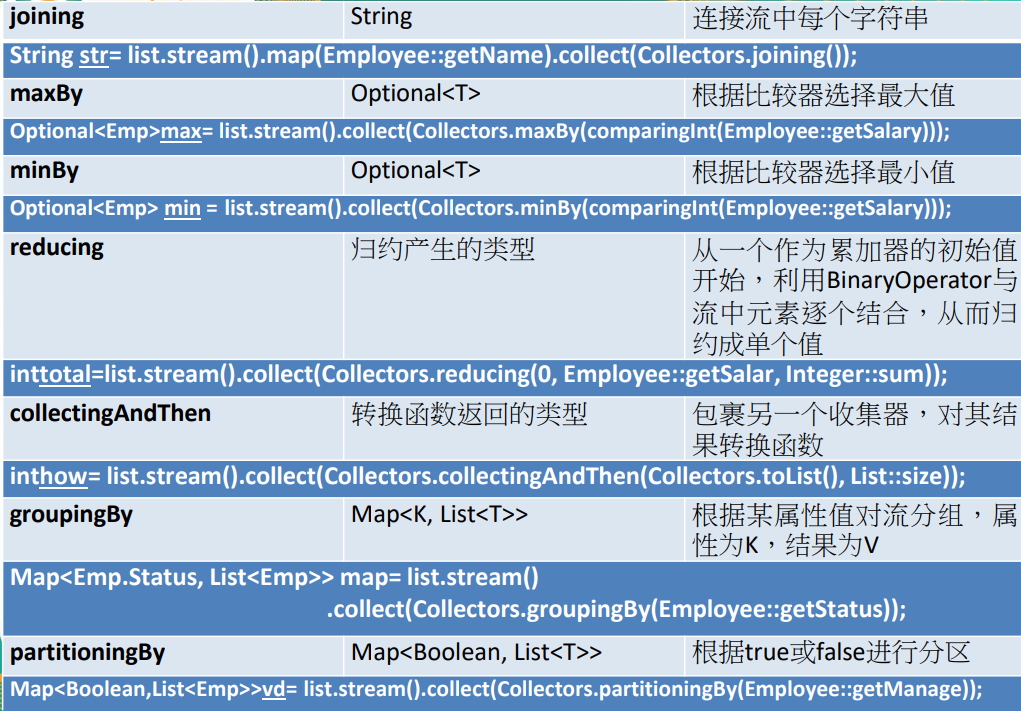 joining String 连接流中每个字符串
String str= list.stream().map(Employee::getName).collect(Collectors.joining());
maxBy Optional<T> 根据比较器选择最大值
Optional<Emp>max= list.stream().collect(Collectors.maxBy(comparingInt(Employee::getSalary)));
minBy Optional<T> 根据比较器选择最小值
Optional<Emp> min = list.stream().collect(Collectors.minBy(comparingInt(Employee::getSalary)));
reducing 归约产生的类型 从一个作为累加器的初始值
开始，利用BinaryOperator与
流中元素逐个结合，从而归
约成单个值
inttotal=list.stream().collect(Collectors.reducing(0, Employee::getSalar, Integer::sum));
collectingAndThen 转换函数返回的类型 包裹另一个收集器，对其结
果转换函数
inthow= list.stream().collect(Collectors.collectingAndThen(Collectors.toList(), List::size));
groupingBy Map<K, List<T>> 根据某属性值对流分组，属
性为K，结果为V
Map<Emp.Status, List<Emp>> map= list.stream()
.collect(Collectors.groupingBy(Employee::getStatus));
partitioningBy Map<Boolean, List<T>> 根据true或false进行分区
Map<Boolean,List<Emp>>vd= list.stream().collect(Collectors.partitioningBy(Employee::getManage));